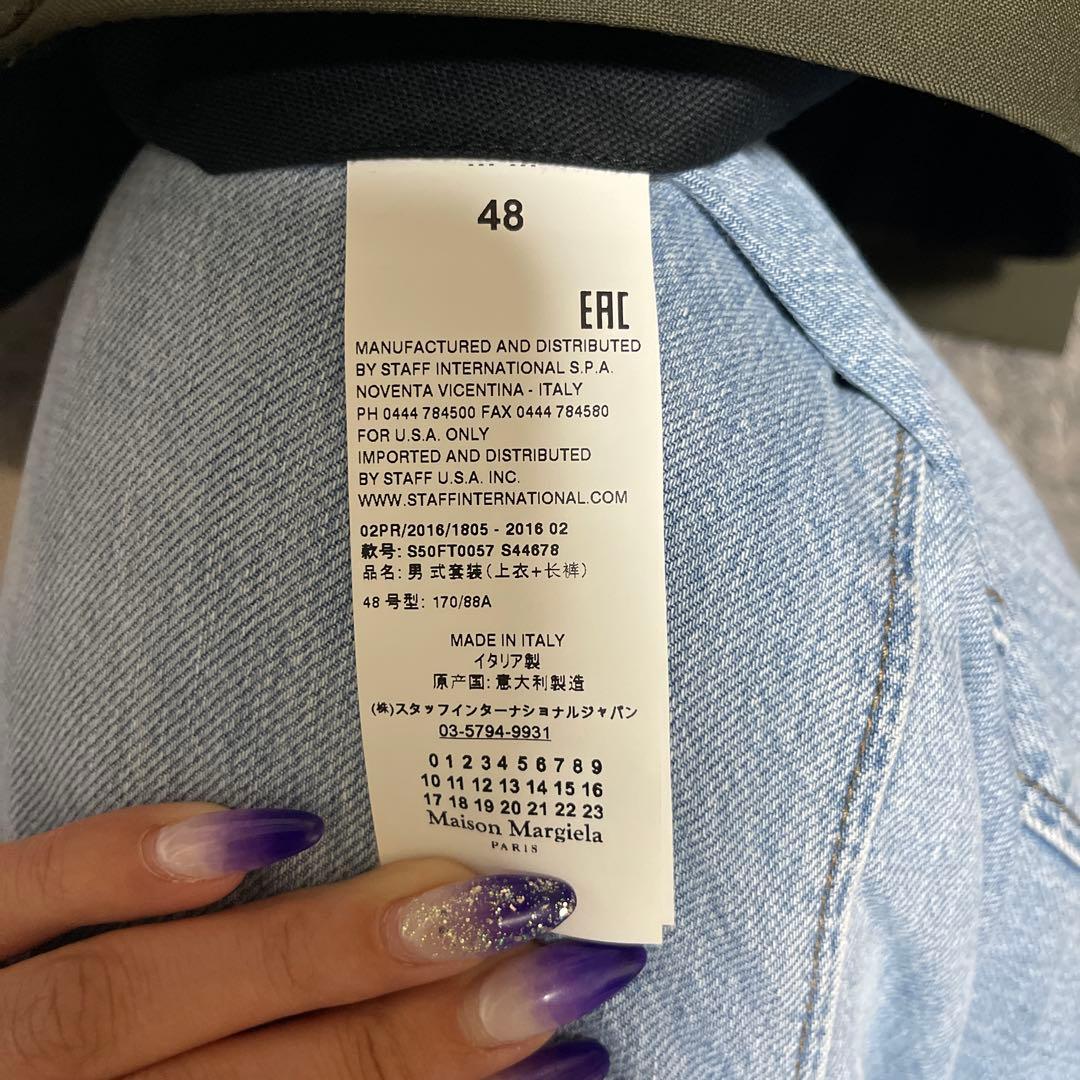 48
EAC
MANUFACTURED AND DISTRIBUTED
BY STAFF INTERNATIONAL S.P.A.
NOVENTA VICENTINA - ITALY
PH 0444 784500 FAX 0444 784580
FOR U.S.A. ONLY
IMPORTED AND DISTRIBUTED
BY STAFF U.S.A. INC.
WWW.STAFFINTERNATIONAL.COM
02PR/2016/1805 - 2016 02
款号: S50FT0057 S44678
品名: 男 式套装(上衣+长裤)
48 号型: 170/88A
MADE IN ITALY
イタリア製
原产国: 意大利製造
(株)スタッフインターナショナルジャパン
03-5794-9931
0 1 2 3 4 5 6 7 8 9
10 11 12 13 14 15 16
17 18 19 20 21 22 23
Maison Margiela
PARIS